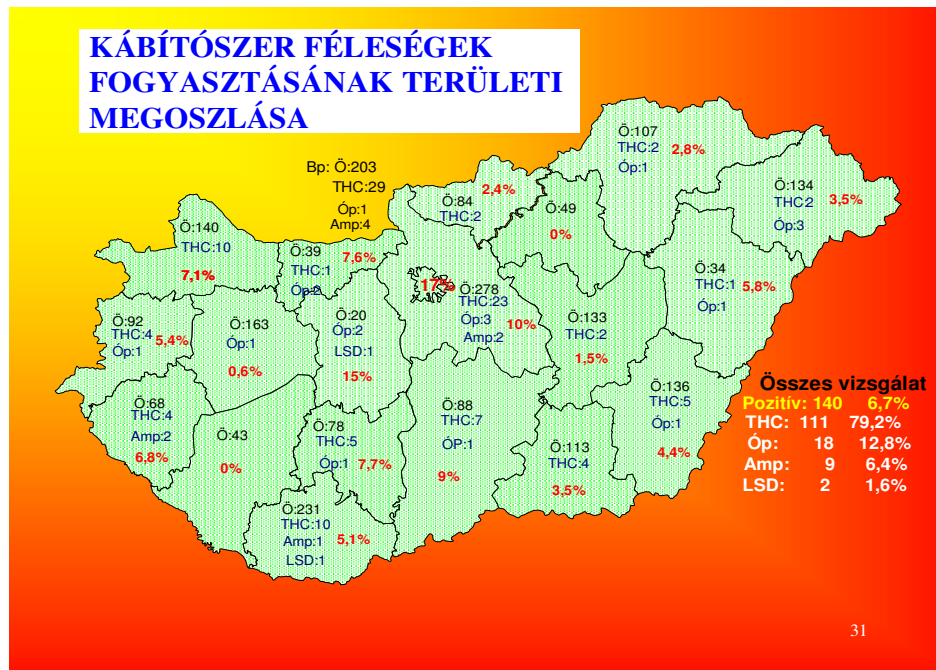 KÁBÍTÓSZER FÉLESÉGEK
FOGYASZTÁSÁNAK TERÜLETI
MEGOSZLÁSA
Bp: Ö:203
THC:29
Óp:1
Amp:4
17%
Ö:107
THC:2
Óp:1
2,8%
Ö:84
THC:2
2,4%
Ö:49
0%
Ö:134
THC:2
Óp:3
3,5%
Ö:140
THC:10
7,1%
Ö:39
THC:1
Óp:2
7,6%
Ö:278
THC:23
Óp:3
Amp:2
10%
Ö:34
THC:1
Óp:1
5,8%
Ö:92
THC:4
Óp:1
5,4%
Ö:163
Óp:1
0,6%
Ö:20
Óp:2
LSD:1
15%
Ö:133
THC:2
1,5%
Ö:68
THC:4
Amp:2
6,8%
Ö:43
0%
Ö:78
THC:5
Óp:1
7,7%
Ö:88
THC:7
ÓP:1
9%
Ö:113
THC:4
3,5%
Ö:136
THC:5
Óp:1
4,4%
Ö:231
THC:10
Amp:1
LSD:1
5,1%
Összes vizsgálat
Pozitív: 140 6,7%
THC: 111 79,2%
Óp: 18 12,8%
Amp: 9 6,4%
LSD: 2 1,6%
31